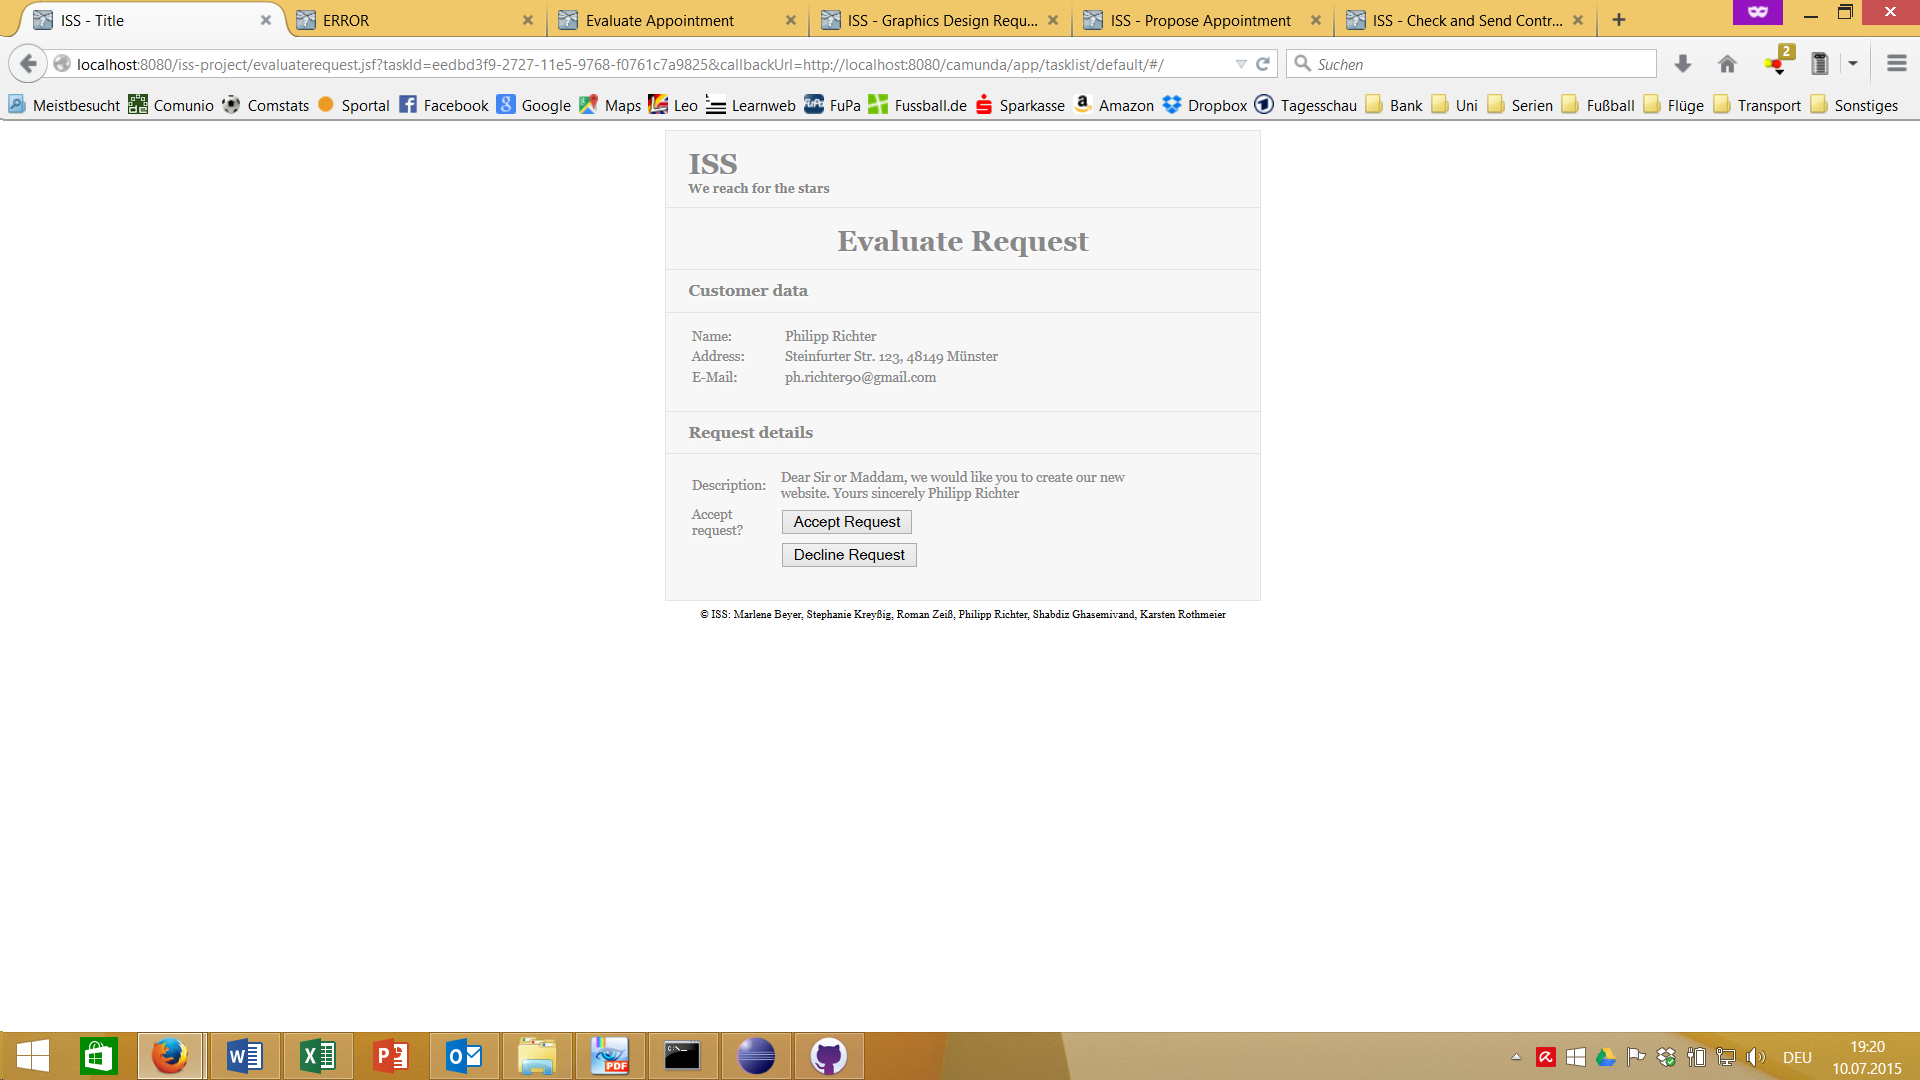 ISS - Title
ERROR
Evaluate Appointment
ISS - Graphics Design Requ...
ISS - Propose Appointment
ISS - Check and Send Contr...
localhost:8080/iss-project/evaluaterequest.jsf?taskId=eedbd3f9-2727-11e5-9768-f0761c7a9825&callbackUrl=http://localhost:8080/camunda/app/tasklist/default/#/
Suchen
2
Meistbesucht Comunio Comstats Sportal Facebook Google Maps Leo Learnweb FuPa Fussball.de Sparkasse Amazon Dropbox Tagesschau Bank Uni Serien Fußball Flüge Transport Sonstiges
ISS
We reach for the stars
Evaluate Request
Customer data
Name: Philipp Richter
Address: Steinfurter Str. 123, 48149 Münster
E-Mail: ph.richter90@gmail.com
Request details
Description: Dear Sir or Maddam, we would like you to create our new
website. Yours sincerely Philipp Richter
Accept
request?
Accept Request
Decline Request
© ISS: Marlene Beyer, Stephanie Kreyßig, Roman Zeiß, Philipp Richter, Shabdiz Ghasemivand, Karsten Rothmeier
PDF
DEU
19:20
10.07.2015